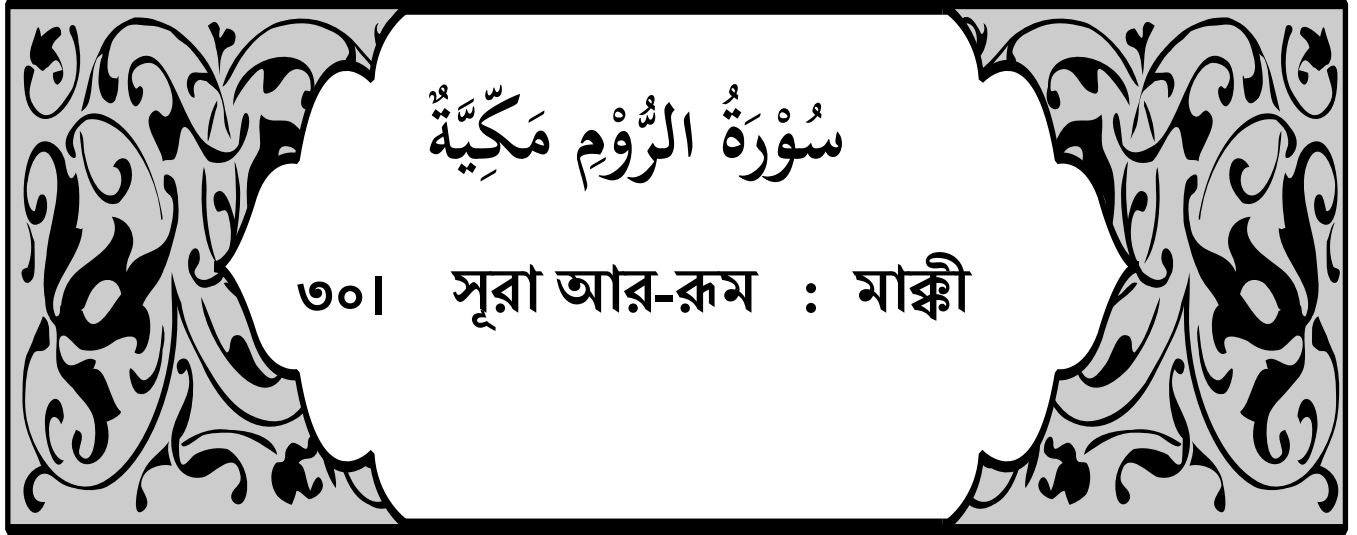 سُوْرَةُ الرُّوْمِ مَكِّيَّةٌ
৩০। সূরা আর-রূম : মাক্কী